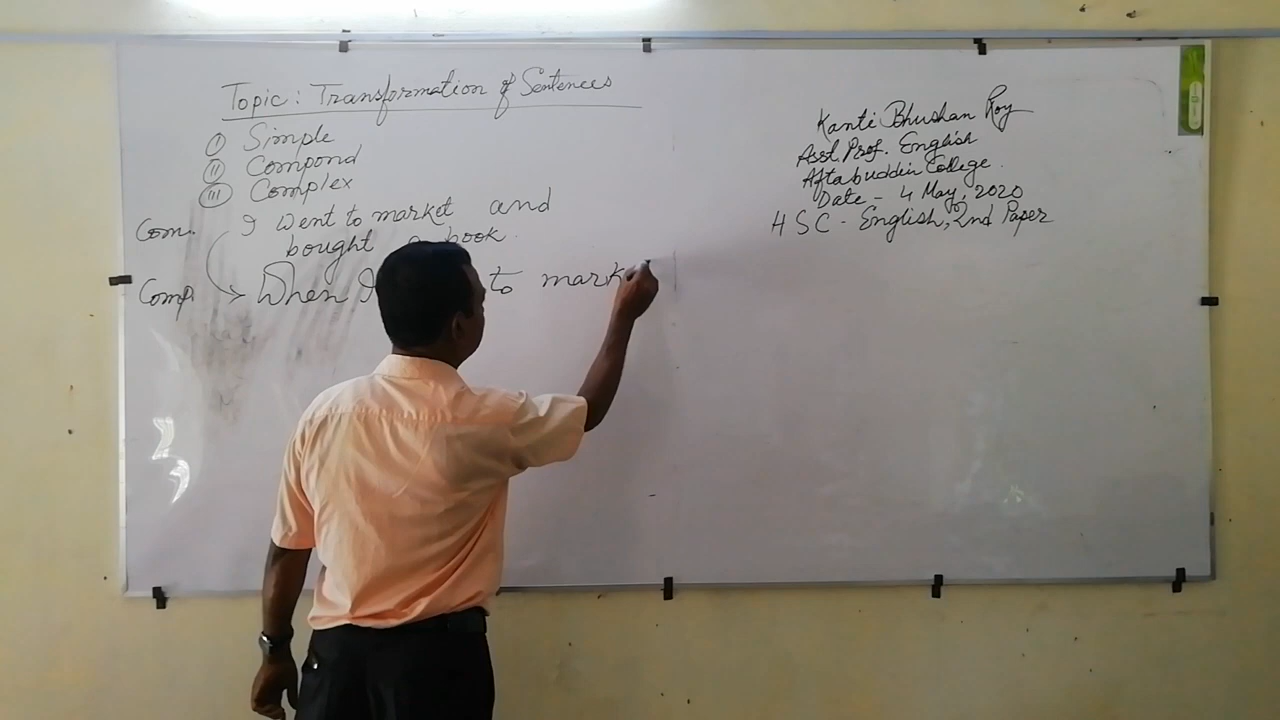 Topic: Transformation of Sentences
I Simple
II Compond
III Complex
Com. I went to market and
bought a book.
Comp. When I to mark
Kanti Bhushan Roy
Asst. Prof. English
Aftabuddin College.
Date - 4 May, 2020
HSC - English, 2nd Paper